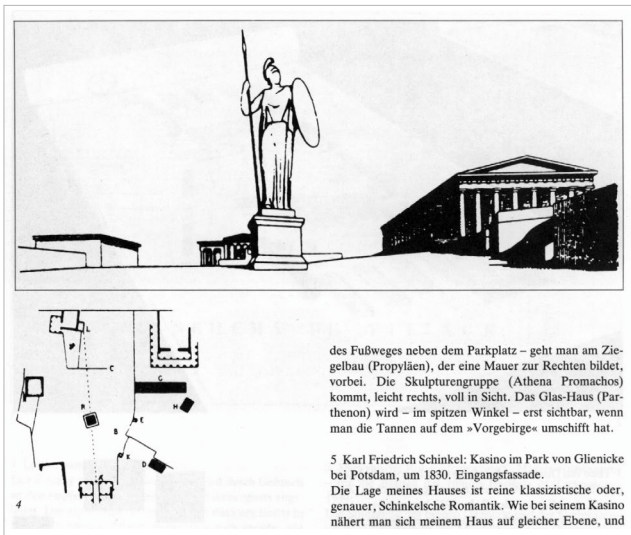 L
C
G
R
H
E
B
K
D
4
des Fußweges neben dem Parkplatz – geht man am Zie-
gelbau (Propyläen), der eine Mauer zur Rechten bildet,
vorbei. Die Skulpturengruppe (Athena Promachos)
kommt, leicht rechts, voll in Sicht. Das Glas-Haus (Par-
thenon) wird – im spitzen Winkel – erst sichtbar, wenn
man die Tannen auf dem »Vorgebirge« umschifft hat.
5 Karl Friedrich Schinkel: Kasino im Park von Glienicke
bei Potsdam, um 1830. Eingangsfassade.
Die Lage meines Hauses ist reine klassizistische oder,
genauer, Schinkelsche Romantik. Wie bei seinem Kasino
nähert man sich meinem Haus auf gleicher Ebene, und